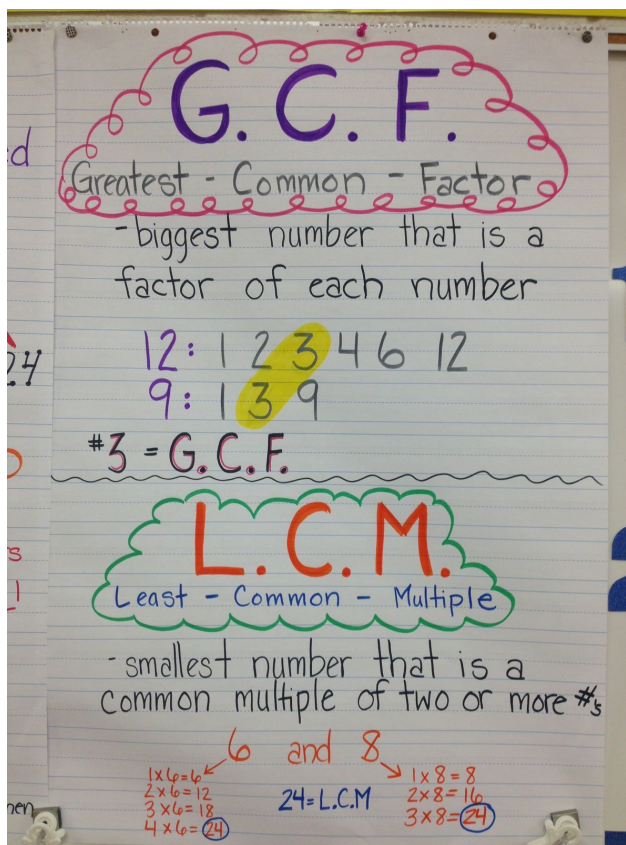 G. C. F.
Greatest - Common - Factor
-biggest number that is a
factor of each number
12: 1 2 3 4 6 12
9: 1 3 9
#3 = G.C.F.
L.C.M.
Least - Common - Multiple
-smallest number that is a
common multiple of two or more #s
6 and 8
1x6=6
2x6=12
3x6=18
4x6=24
24=L.C.M
1x8=8
2x8=16
3x8=24